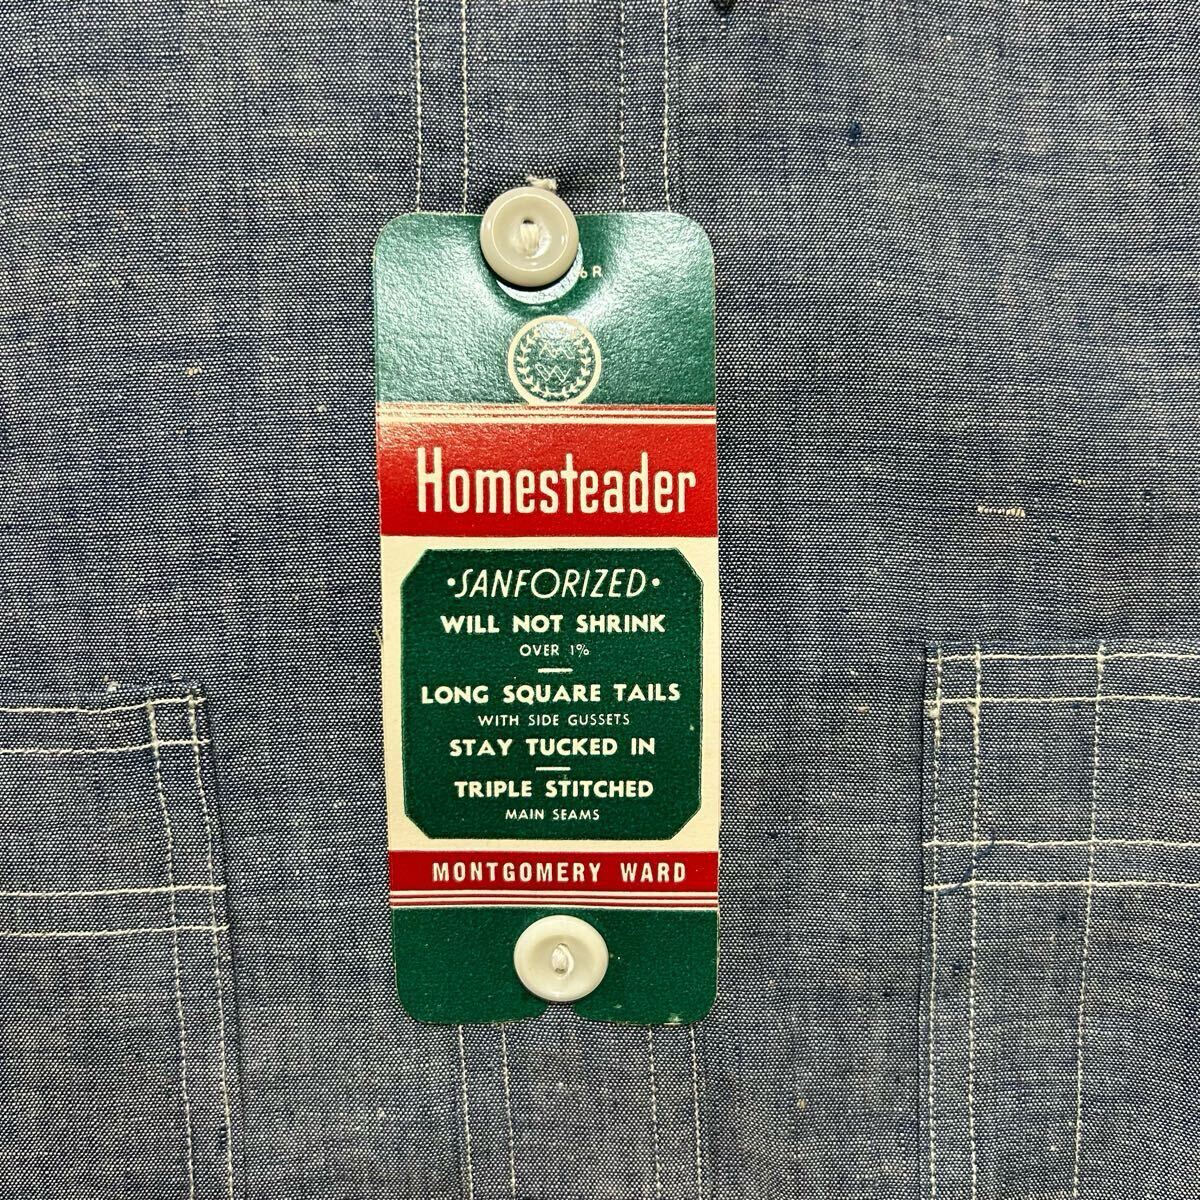 R
Homesteader
•SANFORIZED•
WILL NOT SHRINK
OVER 1%
LONG SQUARE TAILS
WITH SIDE GUSSETS
STAY TUCKED IN
TRIPLE STITCHED
MAIN SEAMS
MONTGOMERY WARD